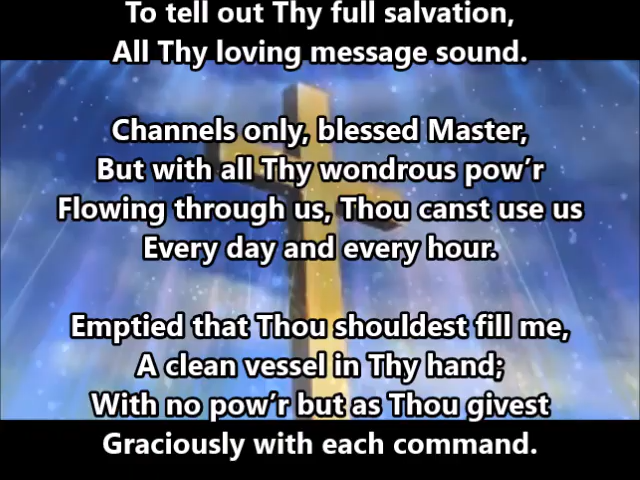 To tell out Thy full salvation,
All Thy loving message sound.
Channels only, blessed Master,
But with all Thy wondrous pow'r
Flowing through us, Thou canst use us
Every day and every hour.
Emptied that Thou shouldest fill me,
A clean vessel in Thy hand;
With no pow'r but as Thou givest
Graciously with each command.